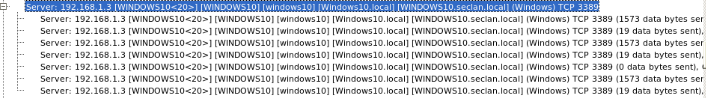 Server: 192.168.1.3 [WINDOWS10<20>] [WINDOWS10] [windows10] [Windows10.local] [WINDOWS10.seclan.local] (Windows) TCP 3389
Server: 192.168.1.3 [WINDOWS10<20>] [WINDOWS10] [windows10] [Windows10.local] [WINDOWS10.seclan.local] (Windows) TCP 3389 (1573 data bytes ser
Server: 192.168.1.3 [WINDOWS10<20>] [WINDOWS10] [windows10] [Windows10.local] [WINDOWS10.seclan.local] (Windows) TCP 3389 (19 data bytes sent),
Server: 192.168.1.3 [WINDOWS10<20>] [WINDOWS10] [windows10] [Windows10.local] [WINDOWS10.seclan.local] (Windows) TCP 3389 (1573 data bytes ser
Server: 192.168.1.3 [WINDOWS10<20>] [WINDOWS10] [windows10] [Windows10.local] [WINDOWS10.seclan.local] (Windows) TCP 3389 (19 data bytes sent),
Server: 192.168.1.3 [WINDOWS10<20>] [WINDOWS10] [windows10] [Windows10.local] [WINDOWS10.seclan.local] (Windows) TCP 3389 (0 data bytes sent),
Server: 192.168.1.3 [WINDOWS10<20>] [WINDOWS10] [windows10] [Windows10.local] [WINDOWS10.seclan.local] (Windows) TCP 3389 (1573 data bytes ser
Server: 192.168.1.3 [WINDOWS10<20>] [WINDOWS10] [windows10] [Windows10.local] [WINDOWS10.seclan.local] (Windows) TCP 3389 (19 data bytes sent),